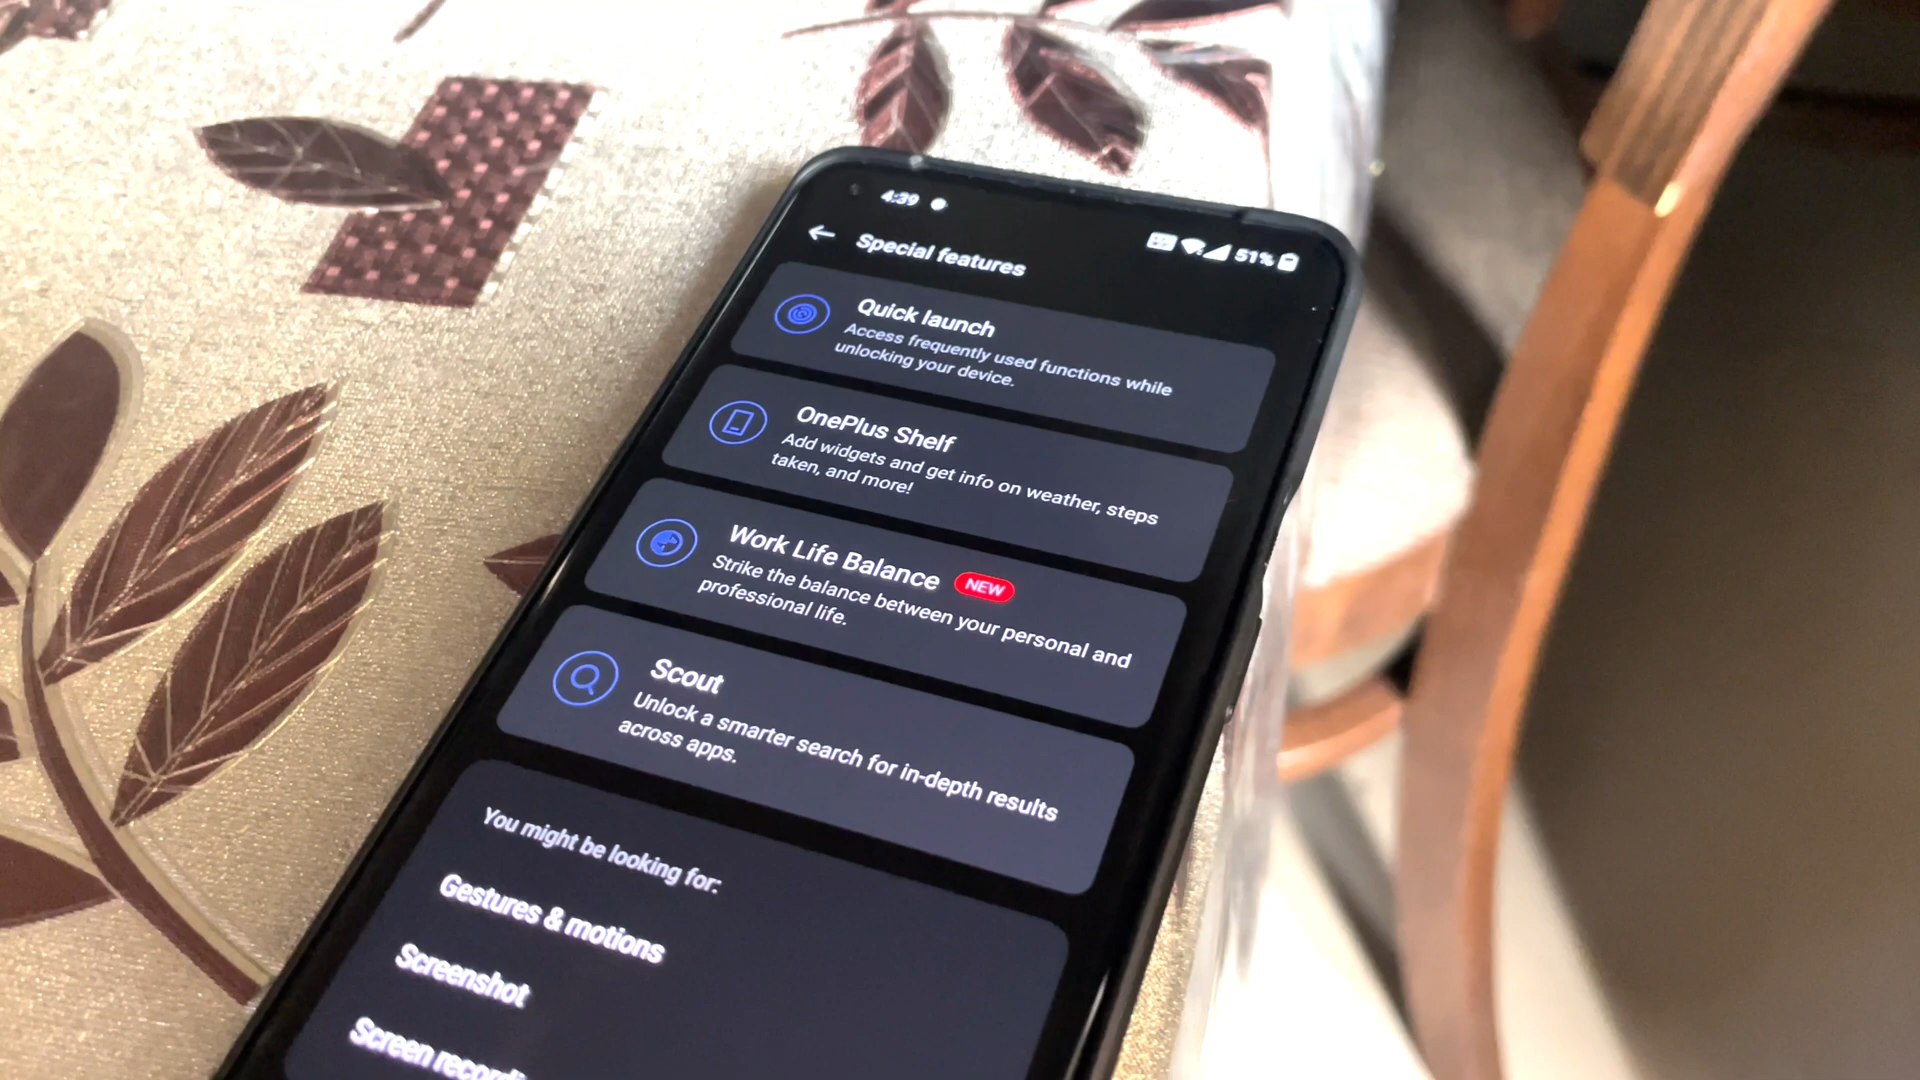 4:39
51%
Special features
Quick launch
Access frequently used functions while
unlocking your device.
OnePlus Shelf
Add widgets and get info on weather, steps
taken, and more!
Work Life Balance NEW
Strike the balance between your personal and
professional life.
Scout
Unlock a smarter search for in-depth results
across apps.
You might be looking for:
Gestures & motions
Screenshot
Screen recordi